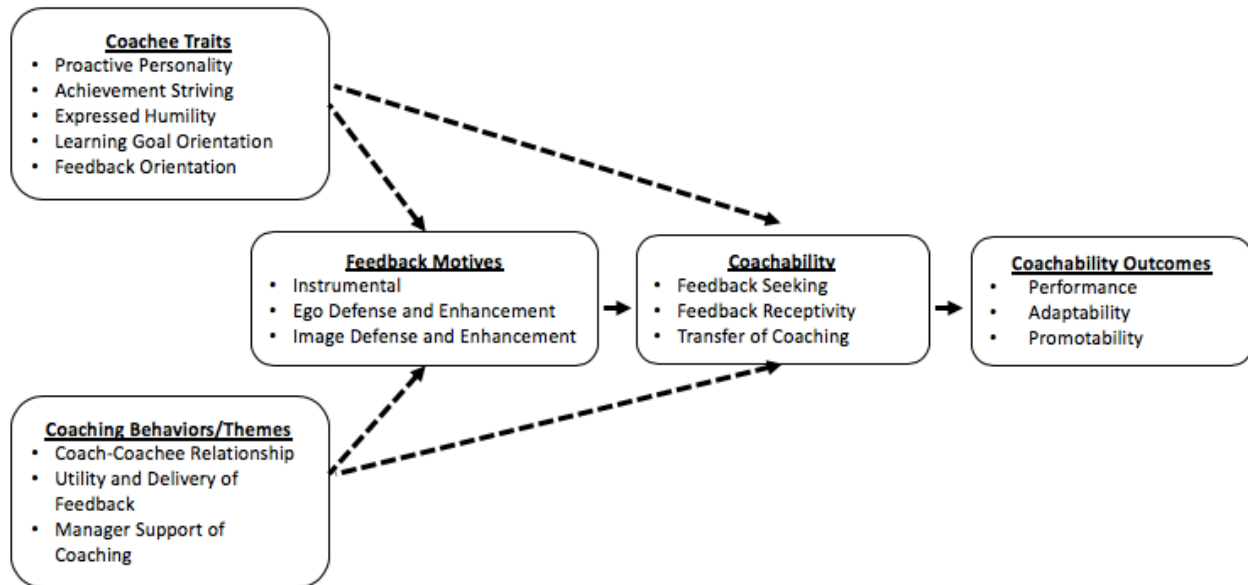 Coachee Traits
• Proactive Personality
• Achievement Striving
• Expressed Humility
• Learning Goal Orientation
• Feedback Orientation
Feedback Motives
• Instrumental
• Ego Defense and Enhancement
• Image Defense and Enhancement
Coachability
• Feedback Seeking
• Feedback Receptivity
• Transfer of Coaching
Coachability Outcomes
• Performance
• Adaptability
• Promotability
Coaching Behaviors/Themes
• Coach-Coachee Relationship
• Utility and Delivery of
Feedback
• Manager Support of
Coaching